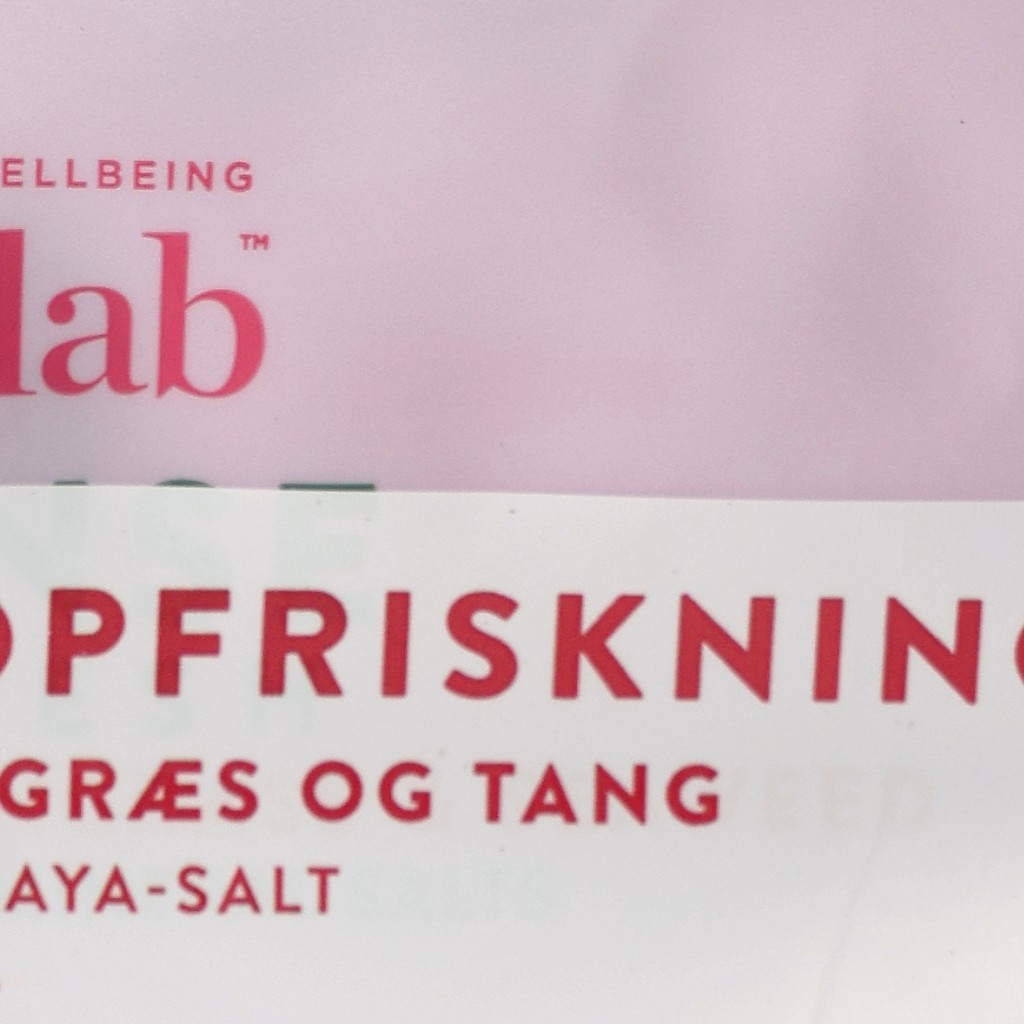 ELLBEING
lab™
OPFRISKNING
GRÆS OG TANG
AYA-SALT